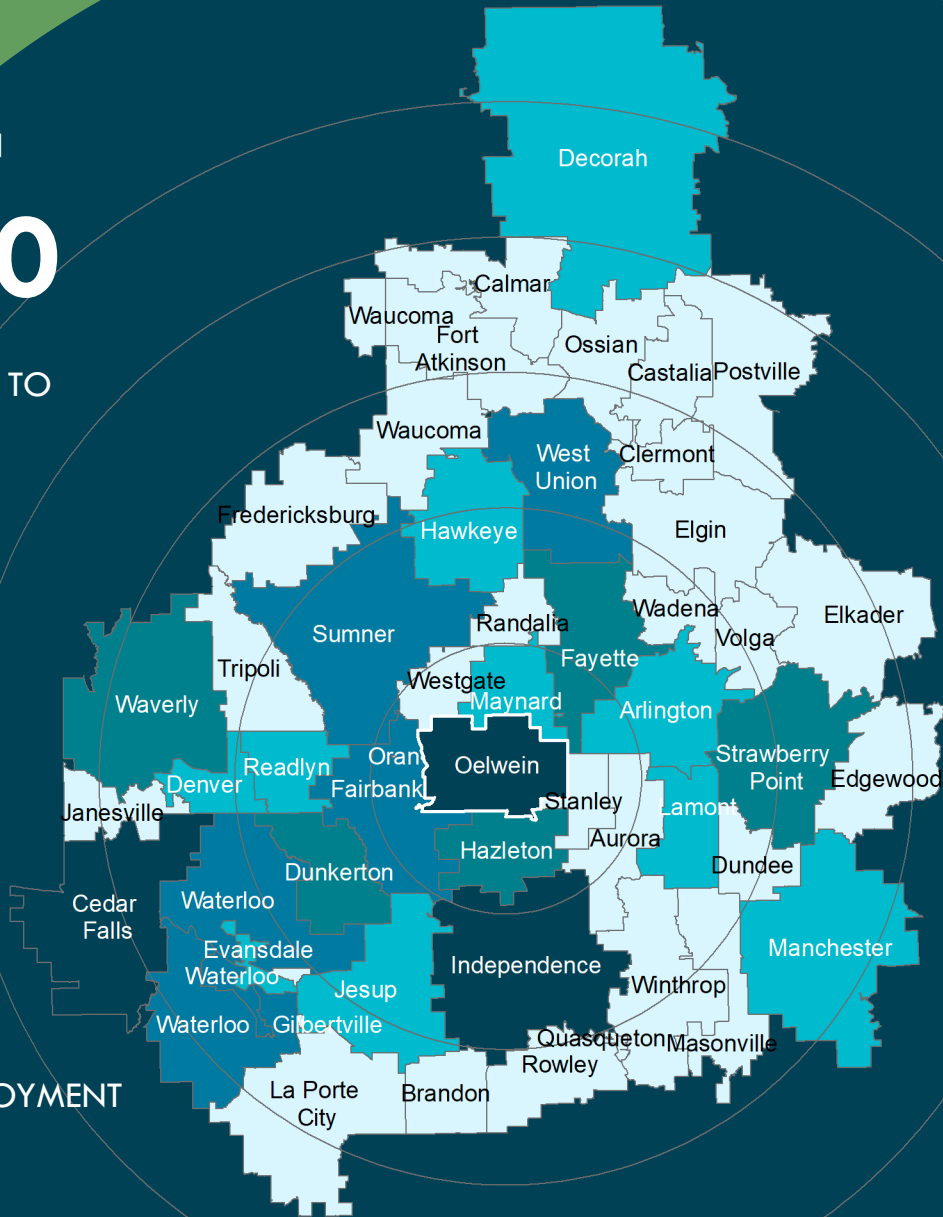 0
TO
OYMENT
Decorah
Calmar
Waucoma
Fort
Atkinson
Ossian
Castalia
Postville
Waucoma
West
Union
Clermont
Fredericksburg
Hawkeye
Elgin
Sumner
Randalia
Wadena
Volga
Elkader
Tripoli
Westgate
Fayette
Waverly
Maynard
Arlington
Oran
Oelwein
Strawberry
Point
Denver
Readlyn
Fairbank
Stanley
Edgewood
Janesville
Lamont
Aurora
Hazleton
Dundee
Dunkerton
Cedar
Falls
Waterloo
Evansdale
Waterloo
Independence
Manchester
Jesup
Winthrop
Waterloo
Gilbertville
Quasqueton
Masonville
Rowley
La Porte
City
Brandon